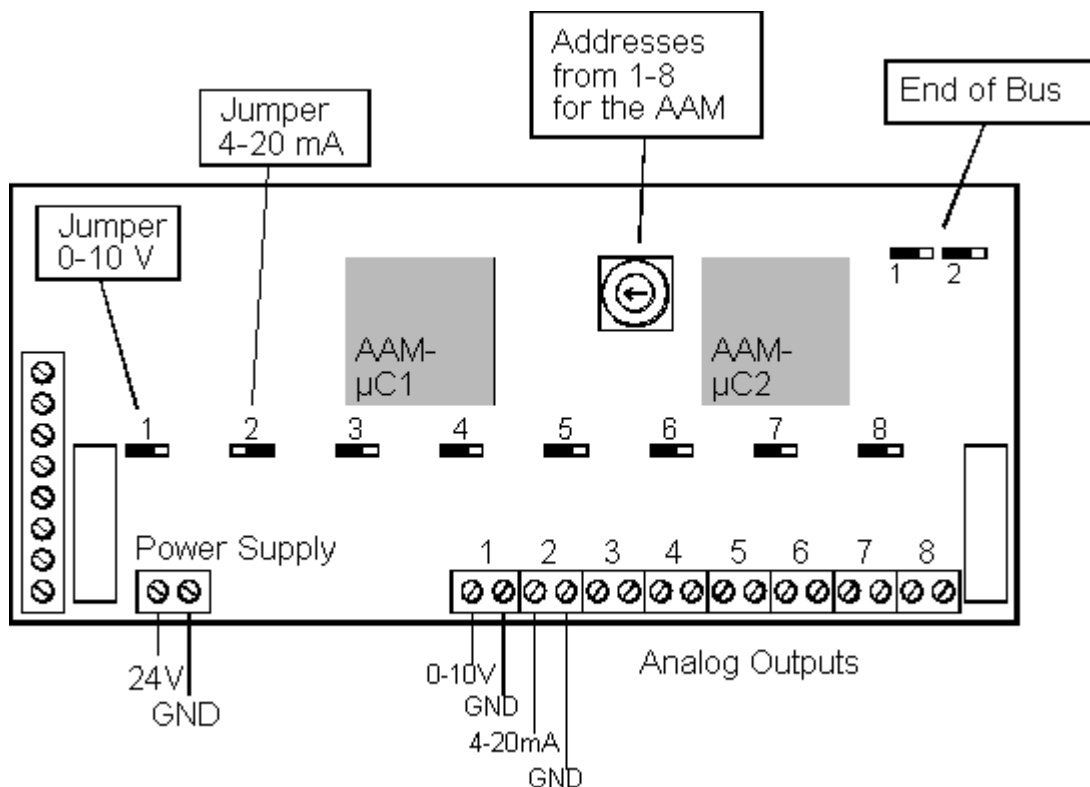 Addresses
from 1-8
for the AAM
End of Bus
Jumper
4-20 mA
Jumper
0-10 V
1 2
AAM-
µC1
AAM-
µC2
1 2 3 4 5 6 7 8
Power Supply
1 2 3 4 5 6 7 8
24V
GND
0-10V
GND
4-20mA
GND
Analog Outputs